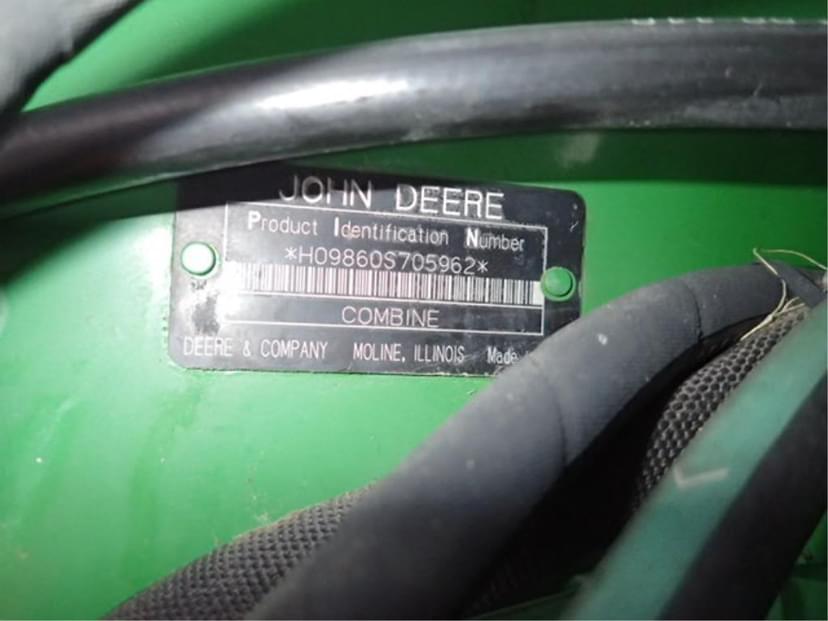 JOHN DEERE
Product Identification Number
*H09860S705962*
COMBINE
DEERE & COMPANY MOLINE, ILLINOIS Made